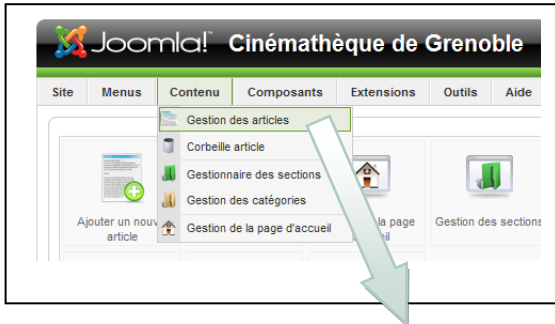 Joomla! Cinémathèque de Grenoble
Site Menus Contenu Composants Extensions Outils Aide
Gestion des articles
Corbeille article
Gestionnaire des sections
Gestion des catégories
Gestion de la page d'accueil
Ajouter un nouv
article
la page
Gestion des sections